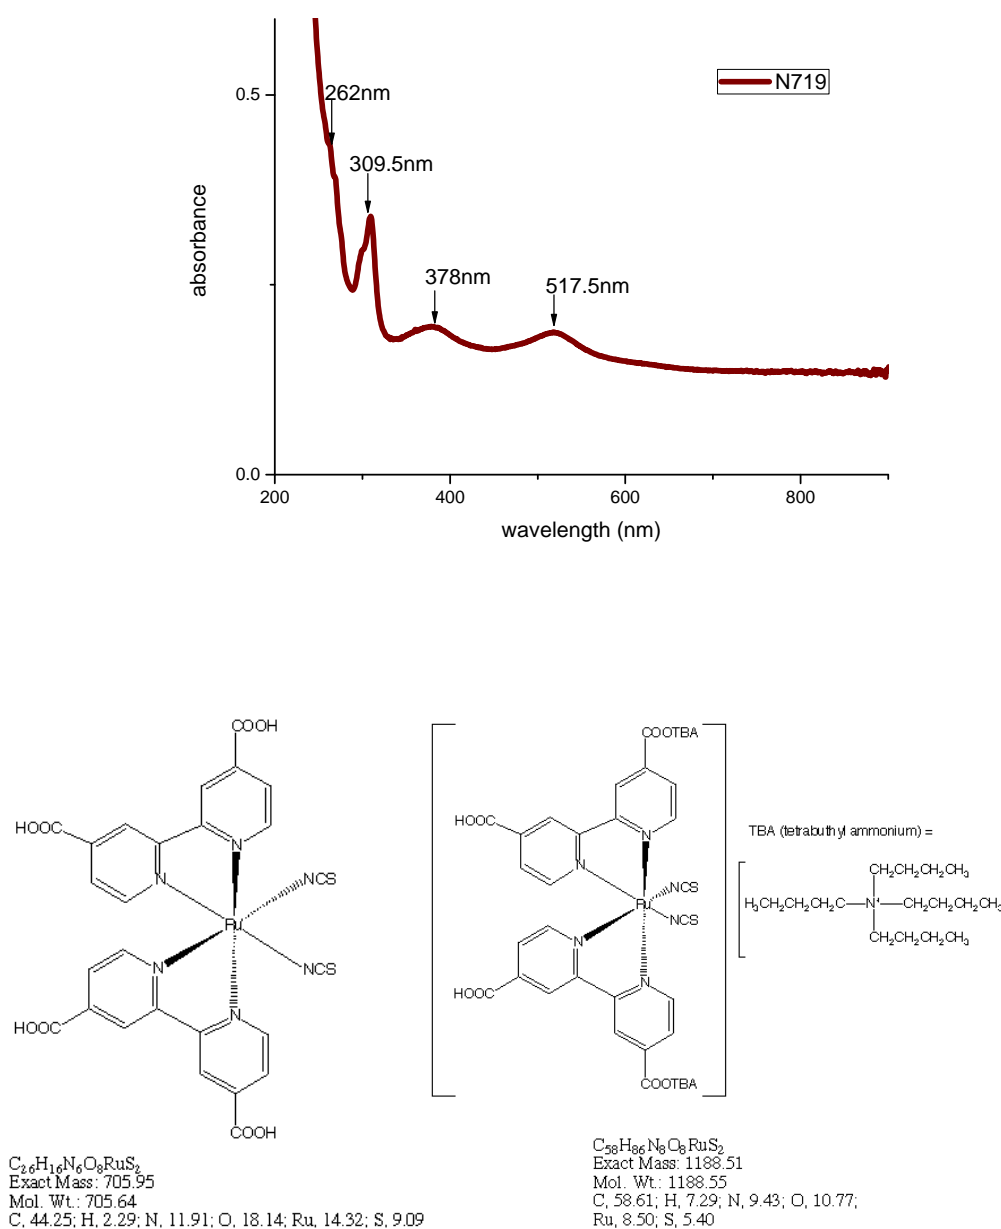 N719
0.5
262nm
309.5nm
378nm
517.5nm
absorbance
0.0
200
400
600
800
wavelength (nm)
COOH
HOOC
N
N
NCS
Ru
NCS
N
N
HOOC
COOH
COOTBA
HOOC
N
N
NCS
Ru
NCS
N
N
HOOC
COOTBA
TBA (tetrabuthyl ammonium) =
CH₂CH₂CH₂CH₃
H₃CH₂CH₂CH₂C N⁺ CH₂CH₂CH₂CH₃
CH₂CH₂CH₂CH₃
C₂₆H₁₆N₆O₈RuS₂
Exact Mass: 705.95
Mol. Wt.: 705.64
C, 44.25; H, 2.29; N, 11.91; O, 18.14; Ru, 14.32; S, 9.09
C₅₈H₈₆N₈O₈RuS₂
Exact Mass: 1188.51
Mol. Wt.: 1188.55
C, 58.61; H, 7.29; N, 9.43; O, 10.77;
Ru, 8.50; S, 5.40